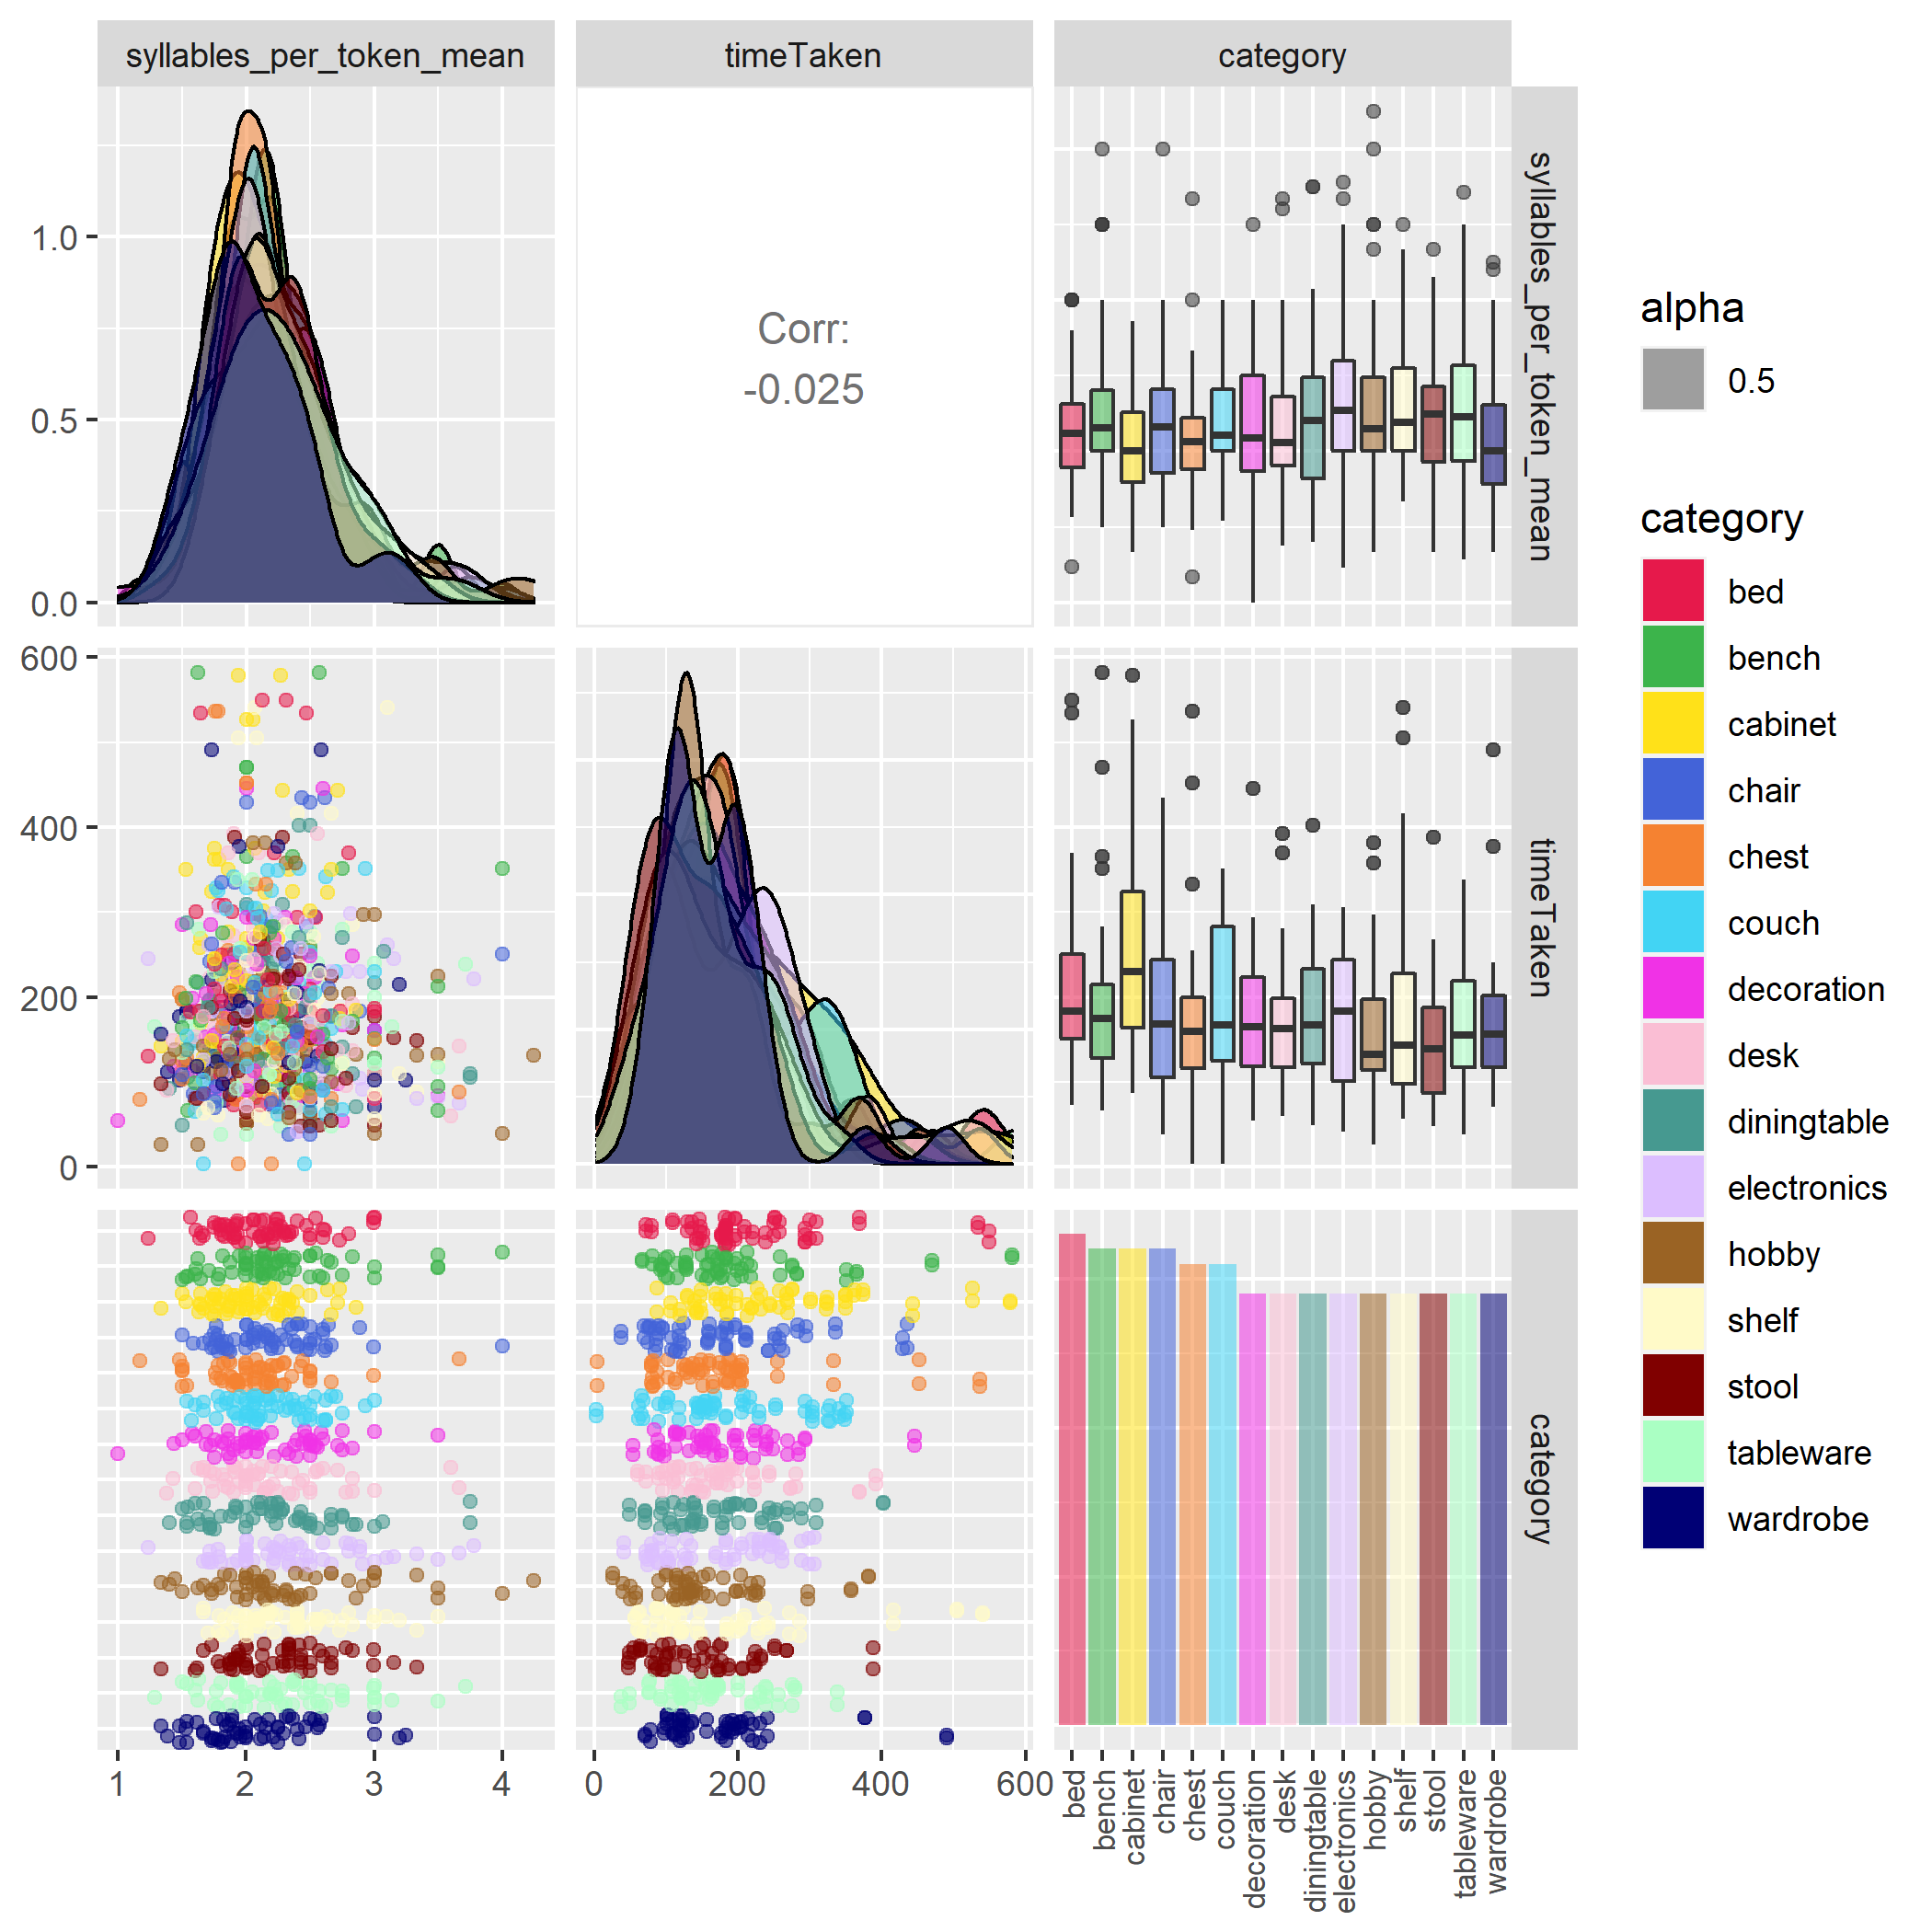 syllables_per_token_mean
timeTaken
category
1.0
0.5
0.0
Corr:
-0.025
syllables_per_token_mean
600
400
200
0
timeTaken
category
1 2 3 4
0 200 400 600
bed
bench
cabinet
chair
chest
couch
decoration
desk
diningtable
electronics
hobby
shelf
stool
tableware
wardrobe
alpha
0.5
category
bed
bench
cabinet
chair
chest
couch
decoration
desk
diningtable
electronics
hobby
shelf
stool
tableware
wardrobe